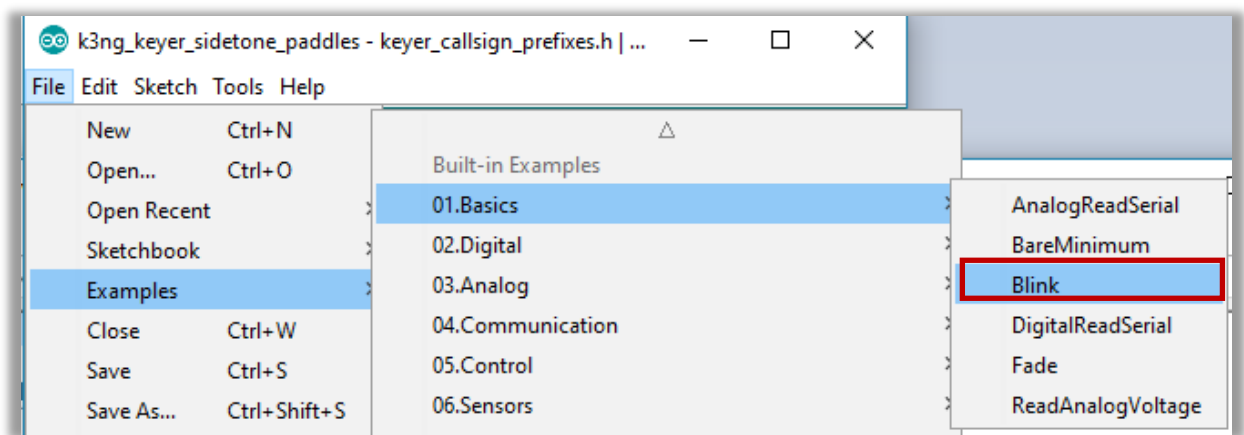 k3ng_keyer_sidetone_paddles - keyer_callsign_prefixes.h | ...
File Edit Sketch Tools Help
New Ctrl+N
Open... Ctrl+O
Open Recent
Sketchbook
Examples
Close Ctrl+W
Save Ctrl+S
Save As... Ctrl+Shift+S
Built-in Examples
01.Basics
02.Digital
03.Analog
04.Communication
05.Control
06.Sensors
AnalogReadSerial
BareMinimum
Blink
DigitalReadSerial
Fade
ReadAnalogVoltage